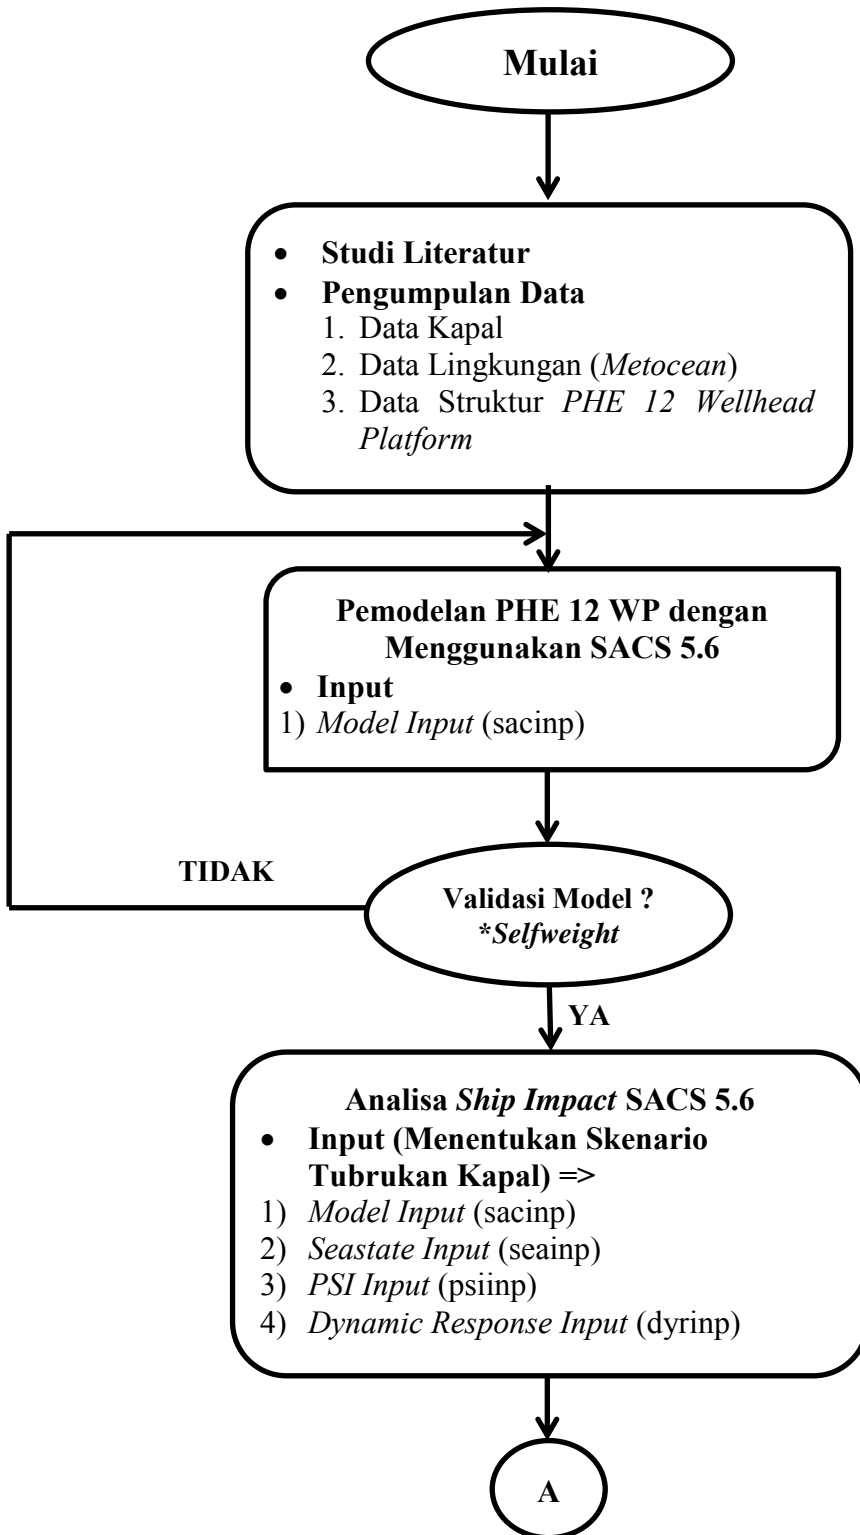 Mulai
• Studi Literatur
• Pengumpulan Data
1. Data Kapal
2. Data Lingkungan (Metocean)
3. Data Struktur PHE 12 Wellhead
Platform
Pemodelan PHE 12 WP dengan
Menggunakan SACS 5.6
• Input
1) Model Input (sacinp)
TIDAK
Validasi Model ?
*Selfweight
YA
Analisa Ship Impact SACS 5.6
• Input (Menentukan Skenario
Tubrukan Kapal) =>
1) Model Input (sacinp)
2) Seastate Input (seainp)
3) PSI Input (psiinp)
4) Dynamic Response Input (dyrinp)
A